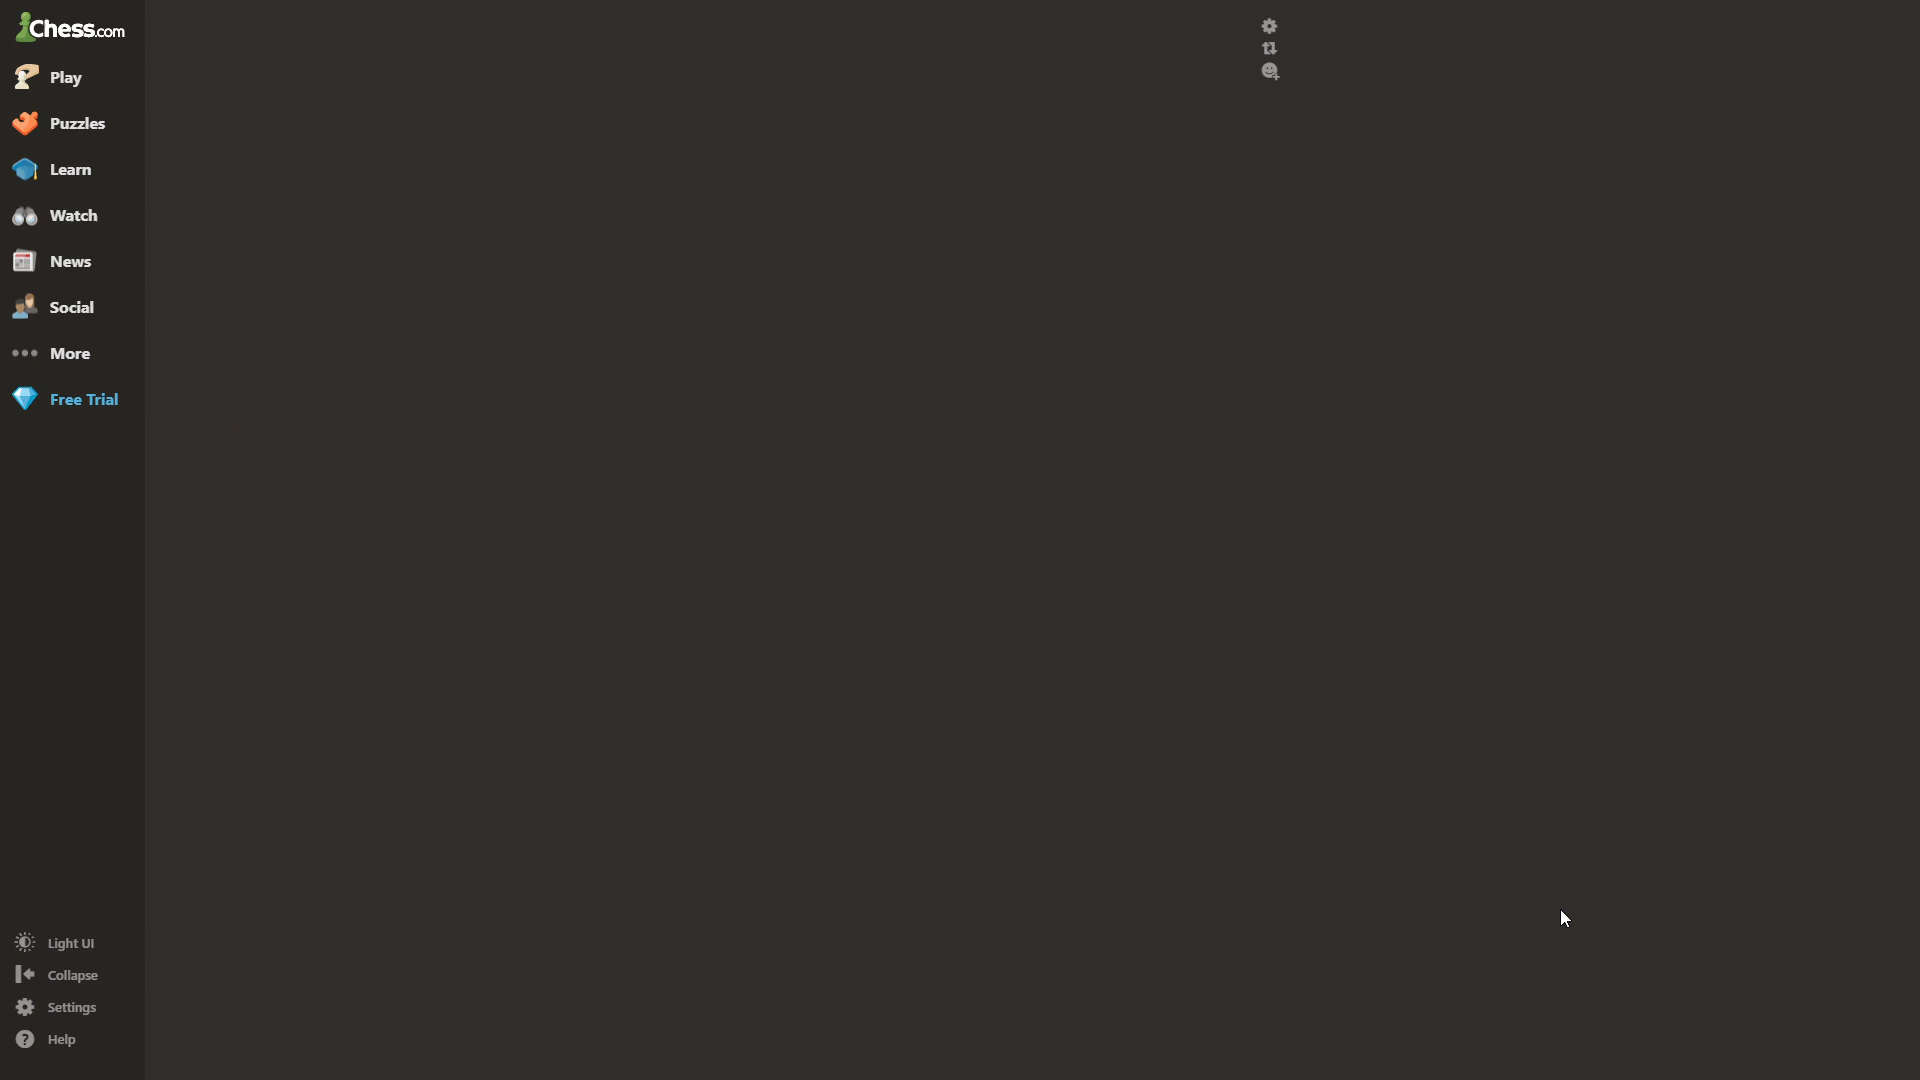 Chess.com
Play
Puzzles
Learn
Watch
News
Social
More
Free Trial
Light UI
Collapse
Settings
Help